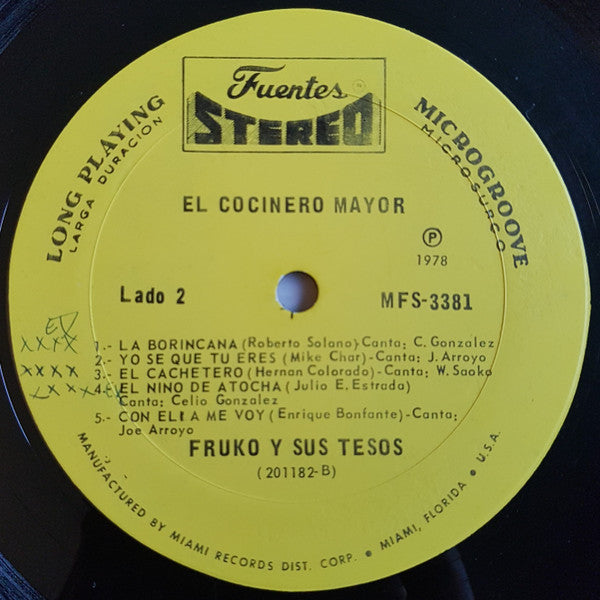 Fuentes
STEREO
LONG PLAYING
LARGA DURACION
MICROGROOVE
MICROSURCO
EL COCINERO MAYOR
Ⓟ
1978
Lado 2
MFS-3381
1.- LA BORINCANA (Roberto Solano)-Canta; C. González
2.- YO SE QUE TU ERES (Mike Char)-Canta; J. Arroyo
3.- EL CACHETERO (Hernan Colorado)-Canta; W. Saoko
4.- EL NINO DE ATOCHA (Julio E. Estrada)
Canta; Celio Gonzalez
5.- CON ELLA ME VOY (Enrique Bonfante)-Canta;
Joe Arroyo
FRUKO Y SUS TESOS
(201182-B)
MANUFACTURED BY MIAMI RECORDS DIST. CORP. • MIAMI, FLORIDA • U.S.A.
XXXX
XXXX